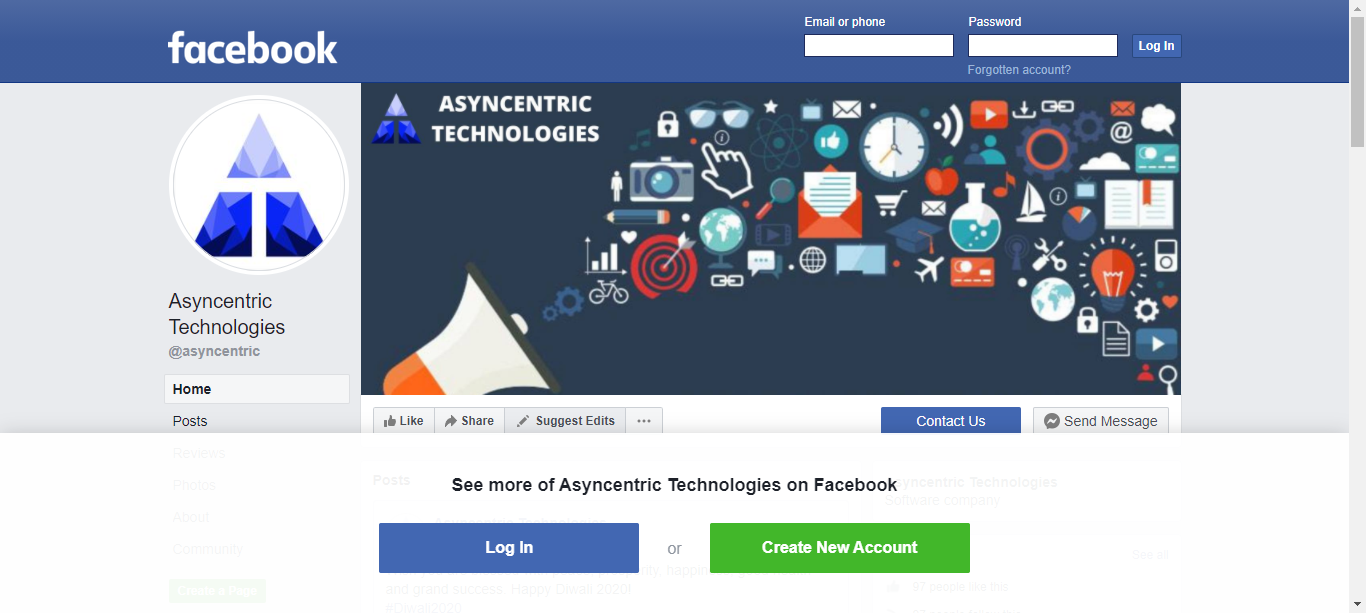 facebook
Email or phone
Password
Log In
Forgotten account?
ASYNCENTRIC
TECHNOLOGIES
Asyncentric
Technologies
@asyncentric
Home
Posts
Reviews
Photos
About
Community
Create a Page
Like
Share
Suggest Edits
Contact Us
Send Message
Posts
See more of Asyncentric Technologies on Facebook
Log In
or
Create New Account
and grand success. Happy Diwali 2020!
#Diwali2020
Asyncentric Technologies
Software company
See all
97 people like this